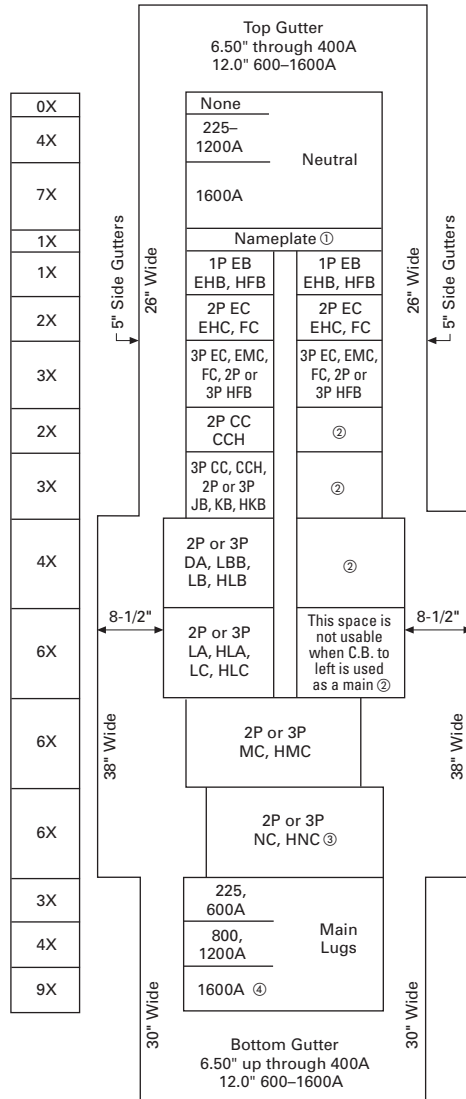 Top Gutter
6.50" through 400A
12.0" 600–1600A
0X
None
4X
225–
1200A
Neutral
7X
1600A
5" Side Gutters
26" Wide
26" Wide
5" Side Gutters
1X
Nameplate ①
1X
1P EB
EHB, HFB
1P EB
EHB, HFB
2X
2P EC
EHC, FC
2P EC
EHC, FC
3X
3P EC, EMC,
FC, 2P or
3P HFB
3P EC, EMC,
FC, 2P or
3P HFB
2X
2P CC
CCH
②
3X
3P CC, CCH,
2P or 3P
JB, KB, HKB
②
4X
2P or 3P
DA, LBB,
LB, HLB
②
6X
8-1/2"
2P or 3P
LA, HLA,
LC, HLC
This space is
not usable
when C.B. to
left is used
as a main ②
8-1/2"
38" Wide
38" Wide
6X
2P or 3P
MC, HMC
6X
2P or 3P
NC, HNC ③
3X
225,
600A
4X
800,
1200A
Main
Lugs
9X
1600A ④
30" Wide
30" Wide
Bottom Gutter
6.50" up through 400A
12.0" 600–1600A